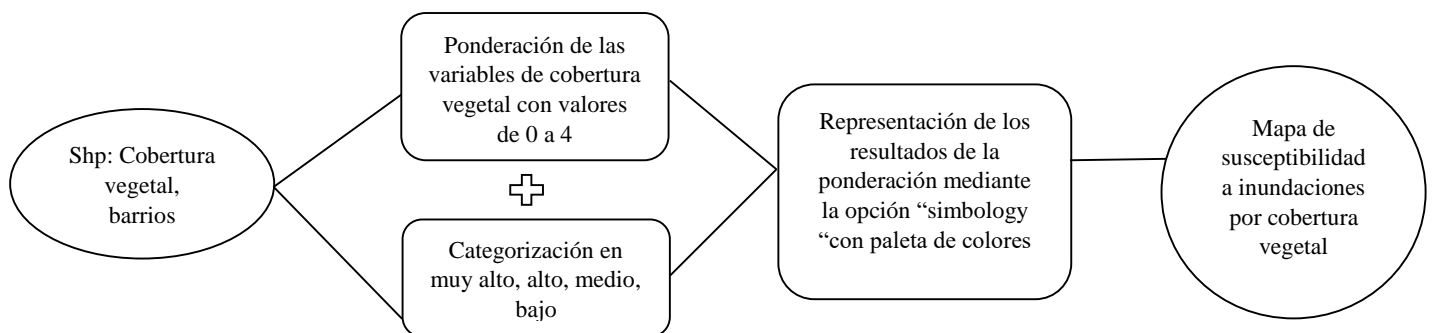 Shp: Cobertura
vegetal,
barrios
Ponderación de las
variables de cobertura
vegetal con valores
de 0 a 4
Categorización en
muy alto, alto, medio,
bajo
Representación de los
resultados de la
ponderación mediante
la opción “simbology
“con paleta de colores
Mapa de
susceptibilidad
a inundaciones
por cobertura
vegetal